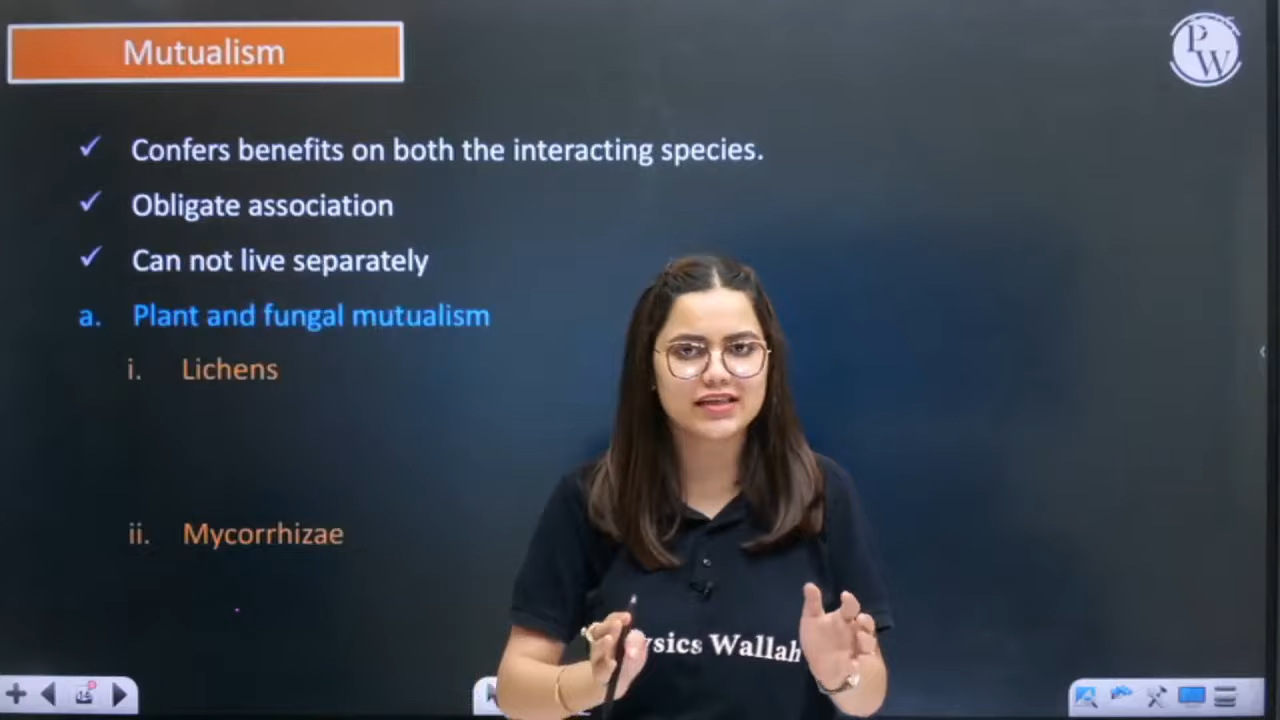 Mutualism
PW
✓ Confers benefits on both the interacting species.
✓ Obligate association
✓ Can not live separately
a. Plant and fungal mutualism
i. Lichens
ii. Mycorrhizae
ysics Wallah